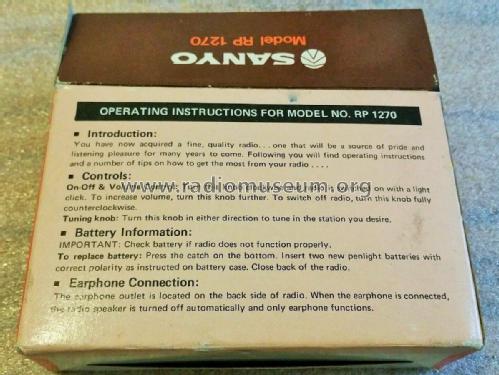 SANYO
Model RP 1270
OPERATING INSTRUCTIONS FOR MODEL NO. RP 1270
■ Introduction:
You have now acquired a fine, quality radio...one that will be a source of pride and
listening pleasure for many years to come. Following you will find operating instructions
and a number of tips on how to get the most from your radio....
■ Controls:
On-Off & Volume on with a light
www.radiomuseum.org
click. To increase volume, turn this knob further. To switch off radio, turn this knob fully
counterclockwise.
Tuning knob: Turn this knob in either direction to tune in the station you desire.
■ Battery Information:
IMPORTANT: Check battery if radio does not function properly.
To replace battery: Press the catch on the bottom. Insert two new penlight batteries with
correct polarity as instructed on battery case. Close back of the radio.
■ Earphone Connection:
The earphone outlet is located on the back side of radio. When the earphone is connected,
the radio speaker is turned off automatically and only earphone functions.